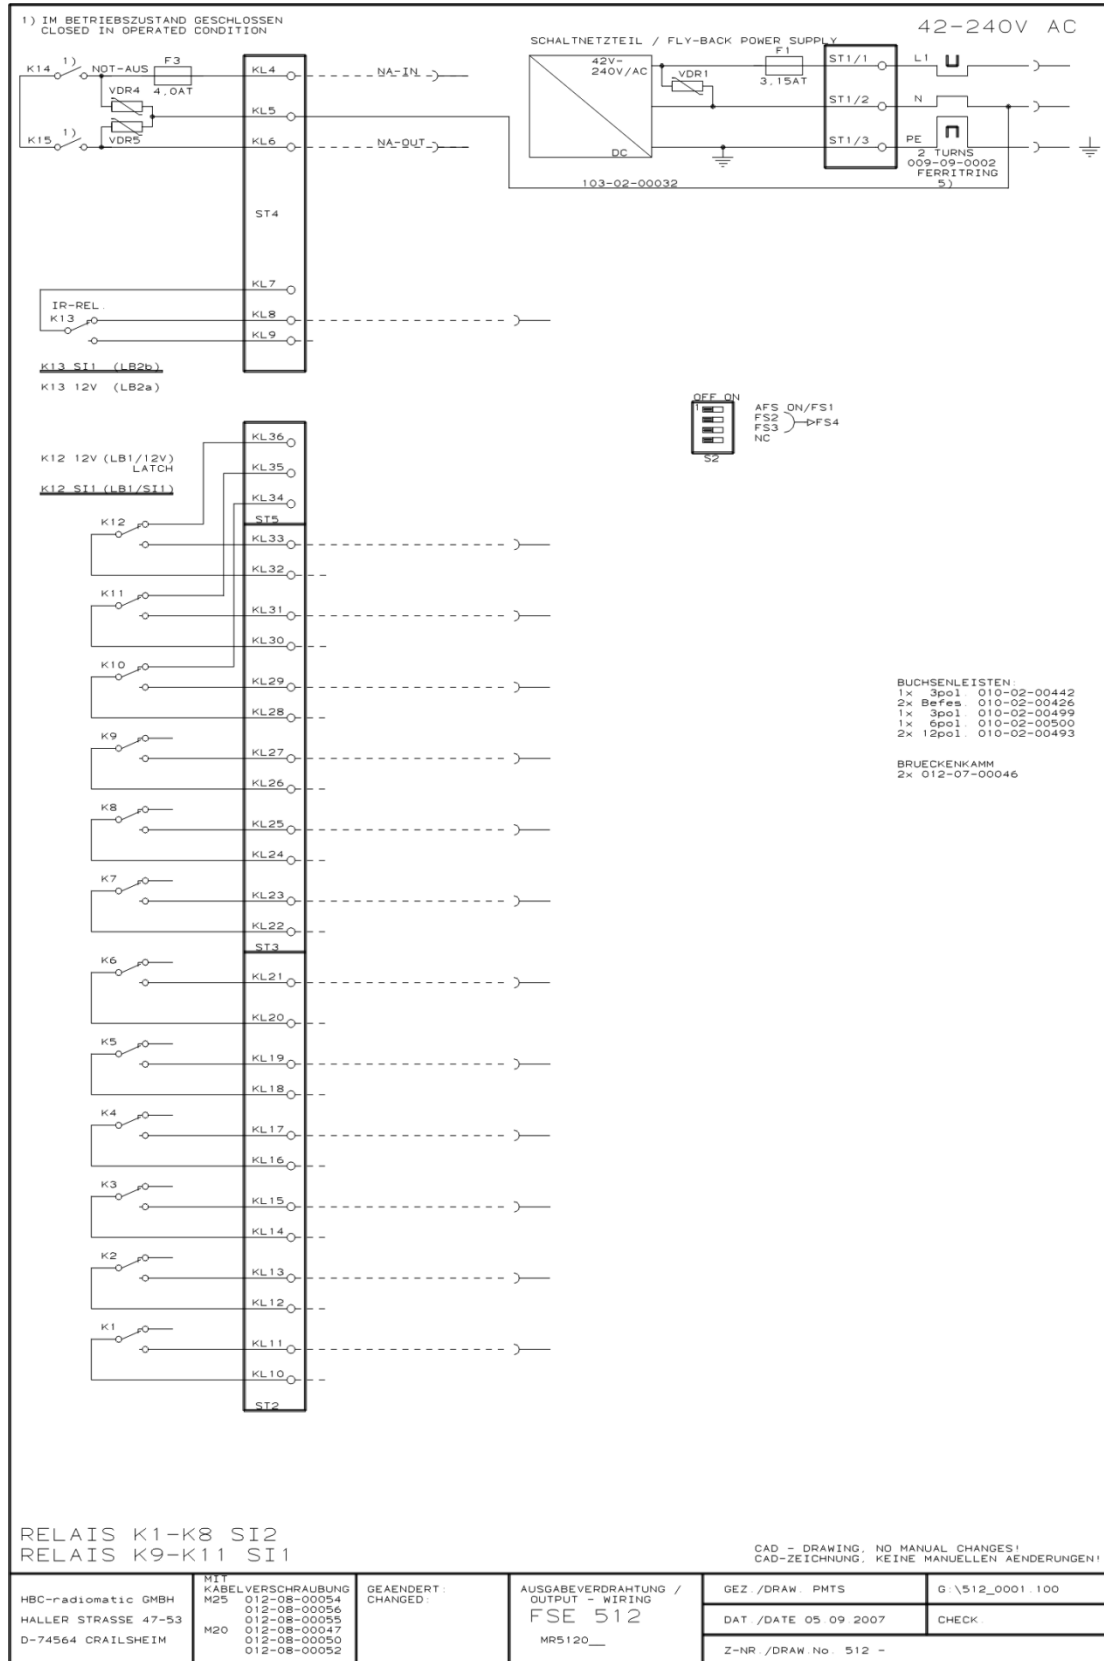 1) IM BETRIEBSZUSTAND GESCHLOSSEN
CLOSED IN OPERATED CONDITION
42-240V AC
SCHALTNETZTEIL / FLY-BACK POWER SUPPLY
K14 1) NOT-AUS F3 4,0AT KL4 NA-IN
VDR4
KL5
VDR5
K15 1) KL6 NA-OUT
42V-
240V/AC
DC
VDR1
F1
3,15AT
ST1/1 L1
ST1/2 N
ST1/3 PE
2 TURNS
009-09-0002
FERRITRING
5)
103-02-00032
ST4
KL7
IR-REL.
K13
KL8
KL9
K13 SI1 (LB2b)
K13 12V (LB2a)
OFF ON
1
S2
AFS ON/FS1
FS2
FS3
FS4
NC
K12 12V (LB1/12V)
LATCH
K12 SI1 (LB1/SI1)
KL36
KL35
KL34
ST5
K12
KL33
KL32
K11
KL31
KL30
K10
KL29
KL28
K9
KL27
KL26
K8
KL25
KL24
K7
KL23
KL22
ST3
K6
KL21
KL20
K5
KL19
KL18
K4
KL17
KL16
K3
KL15
KL14
K2
KL13
KL12
K1
KL11
KL10
ST2
BUCHSENLEISTEN:
1x 3pol. 010-02-00442
2x Befes. 010-02-00426
1x 3pol. 010-02-00499
1x 6pol. 010-02-00500
2x 12pol. 010-02-00493
BRUECKENKAMM
2x 012-07-00046
RELAIS K1-K8 SI2
RELAIS K9-K11 SI1
CAD - DRAWING, NO MANUAL CHANGES!
CAD-ZEICHNUNG, KEINE MANUELLEN AENDERUNGEN!
HBC-radiomatic GMBH
HALLER STRASSE 47-53
D-74564 CRAILSHEIM
MIT
KABELVERSCHRAUBUNG
M25 012-08-00054
012-08-00056
012-08-00055
M20 012-08-00047
012-08-00050
012-08-00052
GEAENDERT:
CHANGED:
AUSGABEVERDRAHTUNG /
OUTPUT - WIRING
FSE 512
MR5120__
GEZ./DRAW. PMTS
DAT./DATE 05.09.2007
Z-NR./DRAW.No. 512 -
G:\512_0001.100
CHECK.